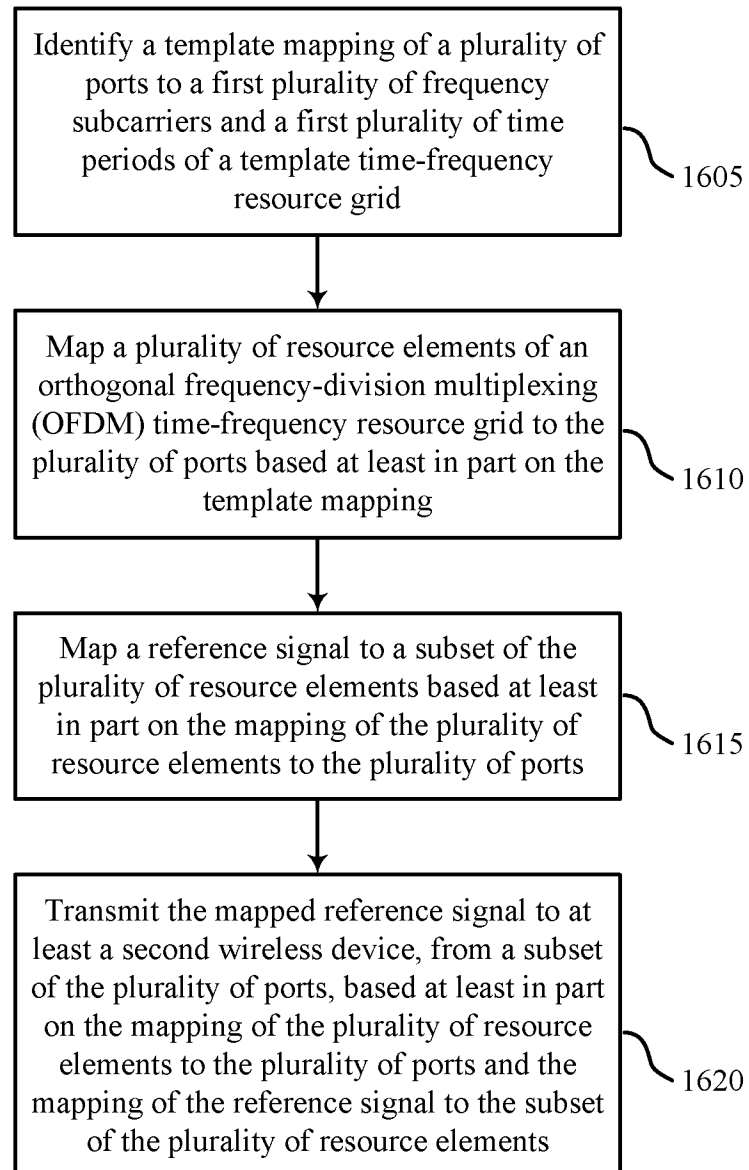 Identify a template mapping of a plurality of
ports to a first plurality of frequency
subcarriers and a first plurality of time
periods of a template time-frequency
resource grid
1605
Map a plurality of resource elements of an
orthogonal frequency-division multiplexing
(OFDM) time-frequency resource grid to the
plurality of ports based at least in part on the
template mapping
1610
Map a reference signal to a subset of the
plurality of resource elements based at least
in part on the mapping of the plurality of
resource elements to the plurality of ports
1615
Transmit the mapped reference signal to at
least a second wireless device, from a subset
of the plurality of ports, based at least in part
on the mapping of the plurality of resource
elements to the plurality of ports and the
mapping of the reference signal to the subset
of the plurality of resource elements
1620